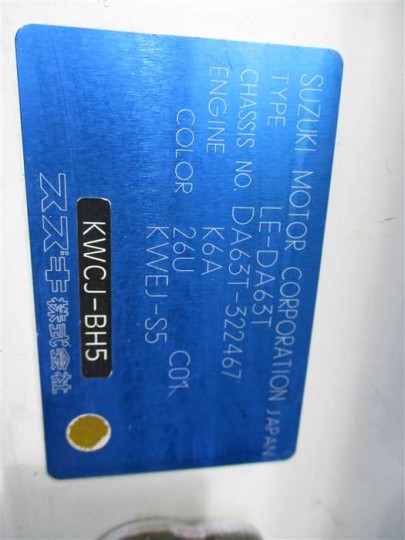 SUZUKI MOTOR CORPORATION JAPAN
TYPE LE-DA63T
CHASSIS NO. DA63T-322467
ENGINE K6A C01K
COLOR 26U
KWEJ-S5
KWCJ-BH5
スズキ株式会社